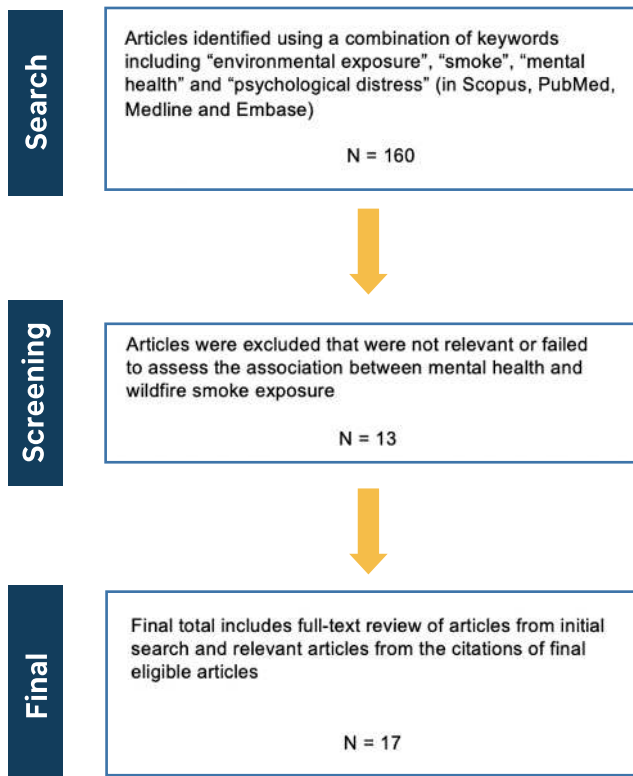 Search
Articles identified using a combination of keywords
including “environmental exposure”, “smoke”, “mental
health” and “psychological distress” (in Scopus, PubMed,
Medline and Embase)
N = 160
Screening
Articles were excluded that were not relevant or failed
to assess the association between mental health and
wildfire smoke exposure
N = 13
Final
Final total includes full-text review of articles from initial
search and relevant articles from the citations of final
eligible articles
N = 17